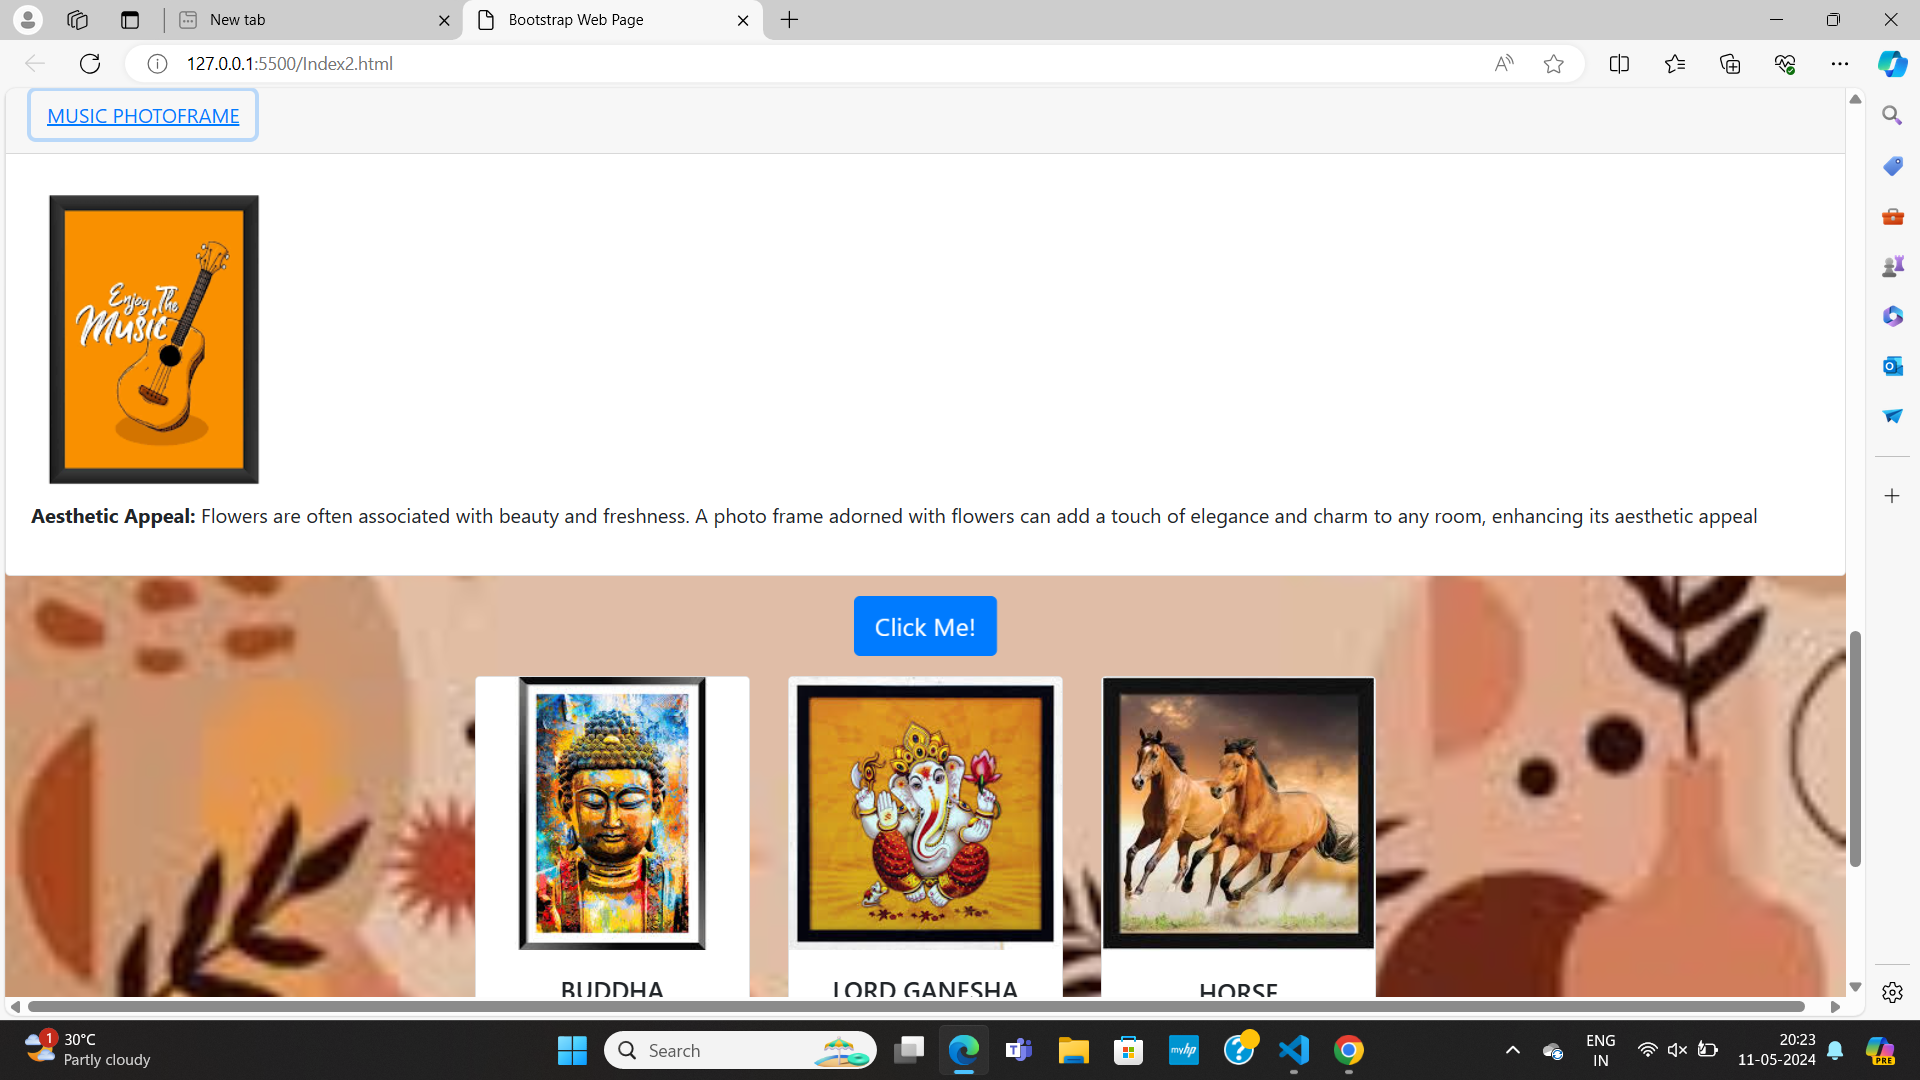 New tab
Bootstrap Web Page
127.0.0.1:5500/Index2.html
MUSIC PHOTOFRAME
Enjoy The
Music
Aesthetic Appeal: Flowers are often associated with beauty and freshness. A photo frame adorned with flowers can add a touch of elegance and charm to any room, enhancing its aesthetic appeal
Click Me!
BUDDHA
LORD GANESHA
HORSE
1
30°C
Partly cloudy
Search
myhp
ENG
IN
20:23
11-05-2024
PRE